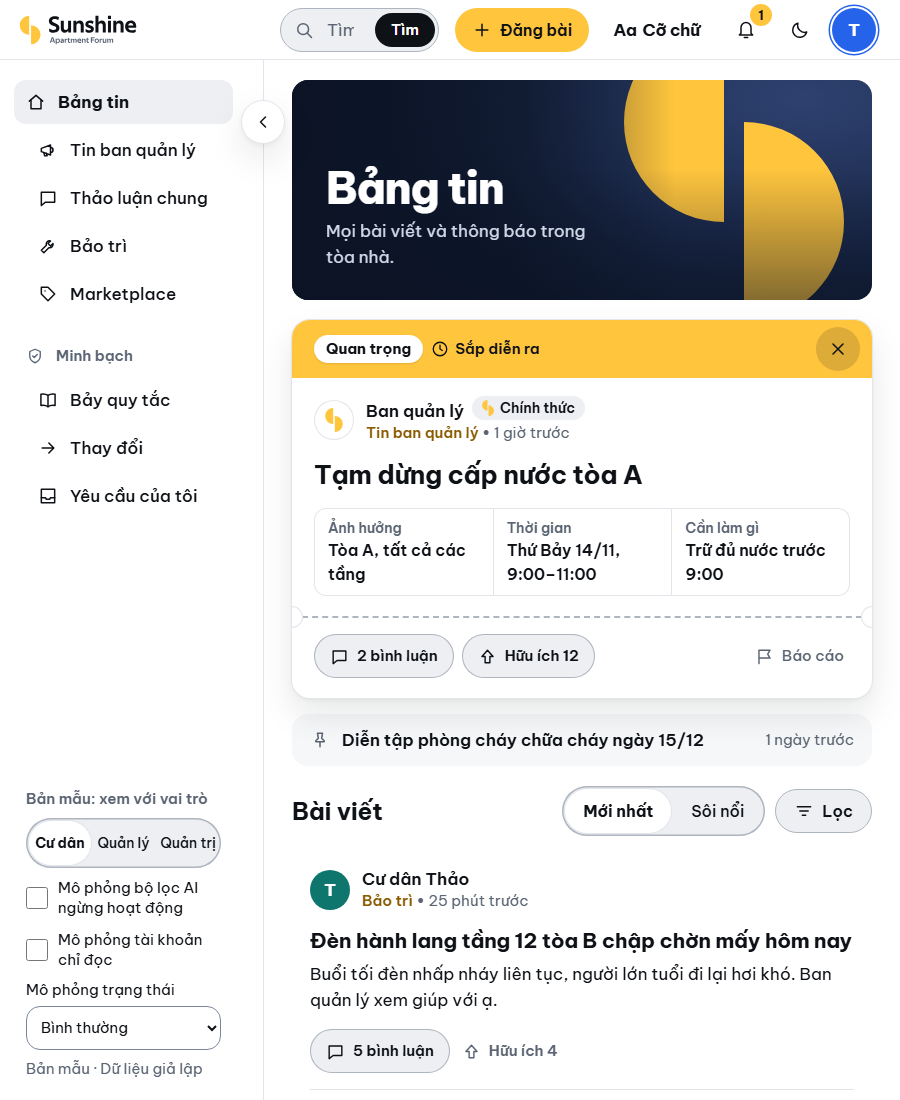 Sunshine
Apartment Forum
Tìm
Tìm
Đăng bài
Aa Cỡ chữ
1
T
Bảng tin
Tin ban quản lý
Thảo luận chung
Bảo trì
Marketplace
Minh bạch
Bảy quy tắc
Thay đổi
Yêu cầu của tôi
Bản mẫu: xem với vai trò
Cư dân
Quản lý
Quản trị
Mô phỏng bộ lọc AI
ngừng hoạt động
Mô phỏng tài khoản
chỉ đọc
Mô phỏng trạng thái
Bình thường
Bản mẫu · Dữ liệu giả lập
Bảng tin
Mọi bài viết và thông báo trong
tòa nhà.
Quan trọng
Sắp diễn ra
Ban quản lý
Chính thức
Tin ban quản lý • 1 giờ trước
Tạm dừng cấp nước tòa A
Ảnh hưởng
Tòa A, tất cả các
tầng
Thời gian
Thứ Bảy 14/11,
9:00–11:00
Cần làm gì
Trữ đủ nước trước
9:00
2 bình luận
Hữu ích 12
Báo cáo
Diễn tập phòng cháy chữa cháy ngày 15/12
1 ngày trước
Bài viết
Mới nhất
Sôi nổi
Lọc
T
Cư dân Thảo
Bảo trì • 25 phút trước
Đèn hành lang tầng 12 tòa B chập chờn mấy hôm nay
Buổi tối đèn nhấp nháy liên tục, người lớn tuổi đi lại hơi khó. Ban
quản lý xem giúp với ạ.
5 bình luận
Hữu ích 4